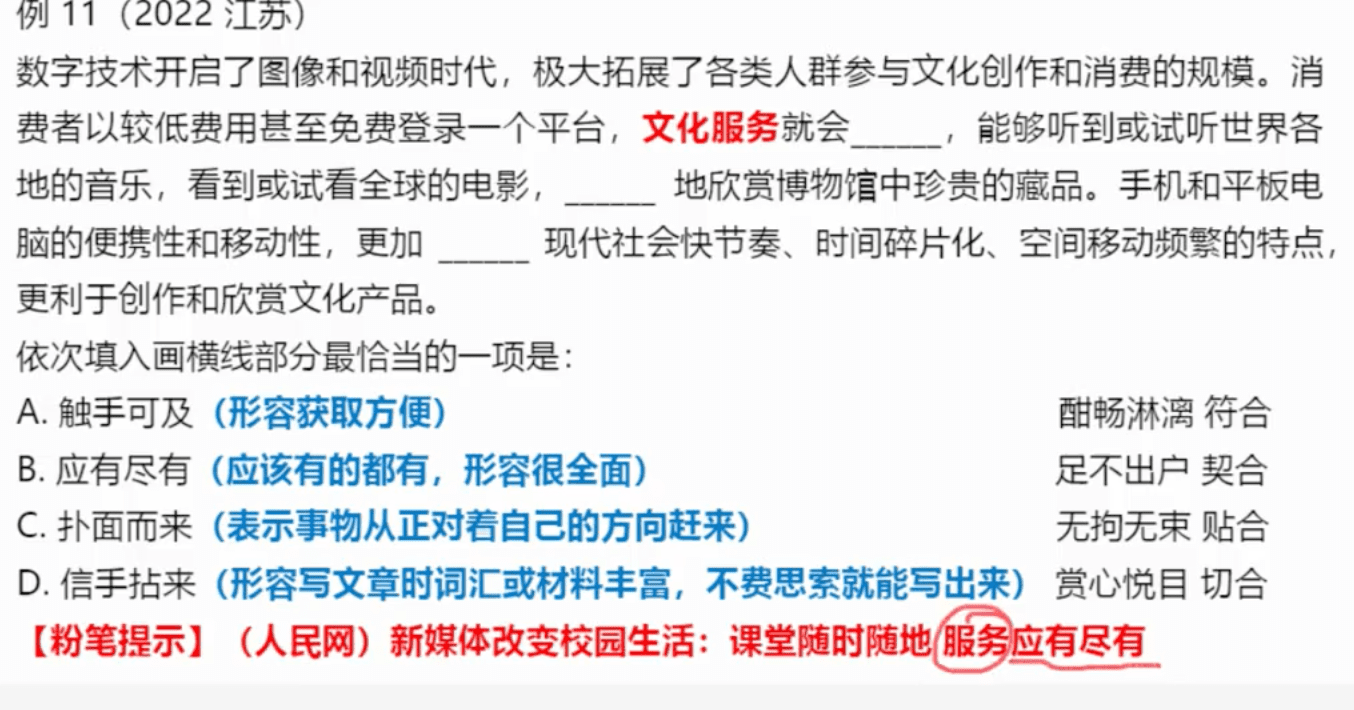 例 11（2022 江苏）
数字技术开启了图像和视频时代，极大拓展了各类人群参与文化创作和消费的规模。消
费者以较低费用甚至免费登录一个平台，文化服务就会______，能够听到或试听世界各
地的音乐，看到或试看全球的电影，______ 地欣赏博物馆中珍贵的藏品。手机和平板电
脑的便携性和移动性，更加 ______ 现代社会快节奏、时间碎片化、空间移动频繁的特点，
更利于创作和欣赏文化产品。
依次填入画横线部分最恰当的一项是：
A. 触手可及（形容获取方便） 酣畅淋漓 符合
B. 应有尽有（应该有的都有，形容很全面） 足不出户 契合
C. 扑面而来（表示事物从正对着自己的方向赶来） 无拘无束 贴合
D. 信手拈来（形容写文章时词汇或材料丰富，不费思索就能写出来） 赏心悦目 切合
【粉笔提示】（人民网）新媒体改变校园生活：课堂随时随地 服务应有尽有